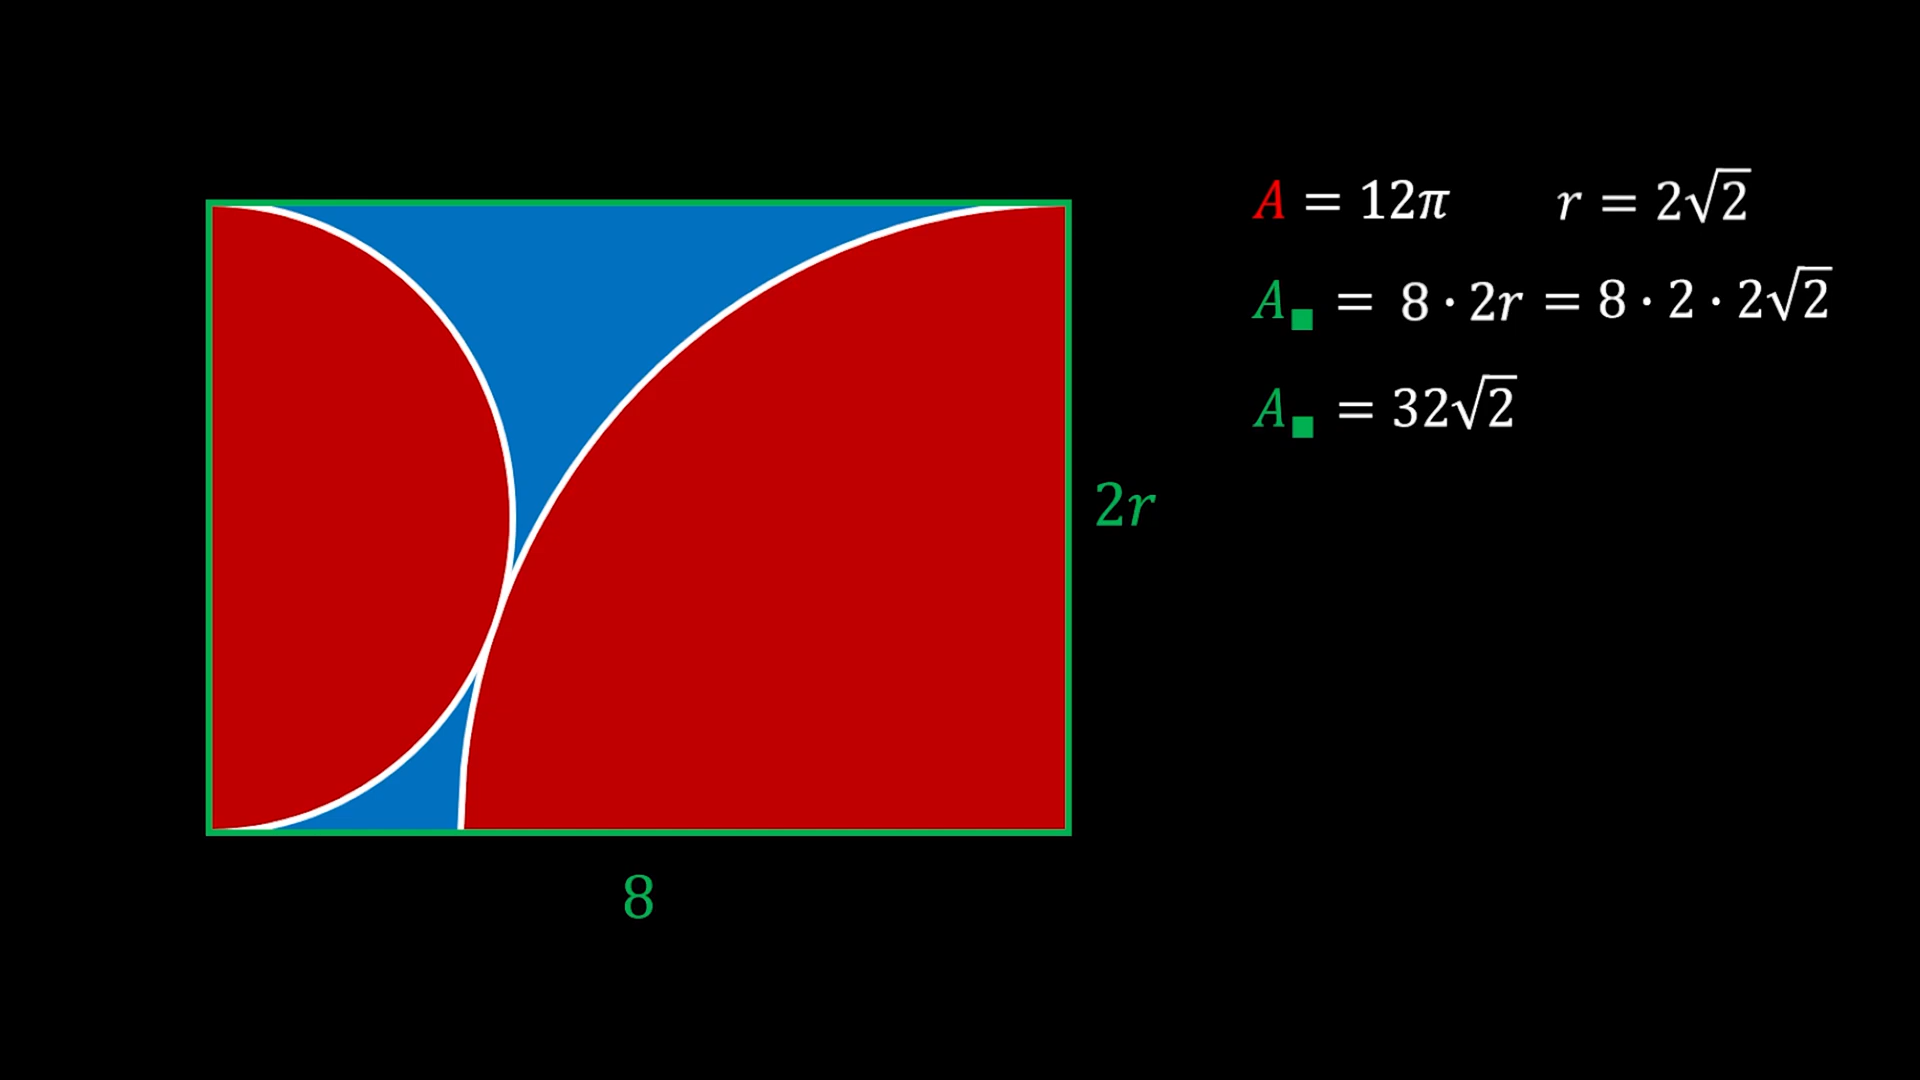 A = 12π r = 2√2
A■ = 8 · 2r = 8 · 2 · 2√2
A■ = 32√2
2r
8